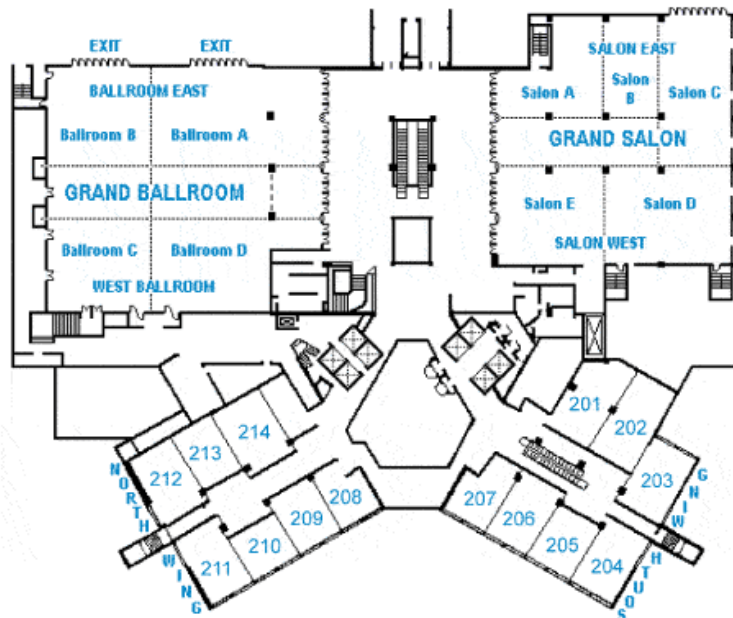 EXIT EXIT
BALLROOM EAST
Ballroom B Ballroom A
GRAND BALLROOM
Ballroom C Ballroom D
WEST BALLROOM
SALON EAST
Salon A Salon B Salon C
GRAND SALON
Salon E Salon D
SALON WEST
201
202
203
204
205
206
207
208
209
210
211
212
213
214
NORTH WING
SOUTH WING